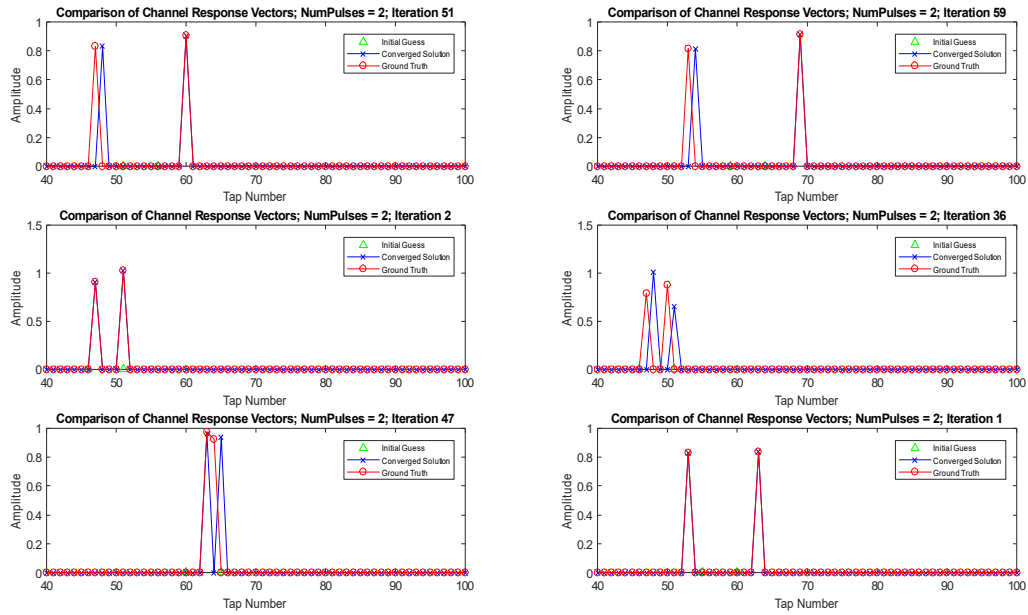 Comparison of Channel Response Vectors; NumPulses = 2; Iteration 51
1
0.8
0.6
0.4
0.2
0
Amplitude
Initial Guess
Converged Solution
Ground Truth
40 50 60 70 80 90 100
Tap Number
Comparison of Channel Response Vectors; NumPulses = 2; Iteration 59
1
0.8
0.6
0.4
0.2
0
Amplitude
Initial Guess
Converged Solution
Ground Truth
40 50 60 70 80 90 100
Tap Number
Comparison of Channel Response Vectors; NumPulses = 2; Iteration 2
1.5
1
0.5
0
Amplitude
Initial Guess
Converged Solution
Ground Truth
40 50 60 70 80 90 100
Tap Number
Comparison of Channel Response Vectors; NumPulses = 2; Iteration 36
1.5
1
0.5
0
Amplitude
Initial Guess
Converged Solution
Ground Truth
40 50 60 70 80 90 100
Tap Number
Comparison of Channel Response Vectors; NumPulses = 2; Iteration 47
1
0.8
0.6
0.4
0.2
0
Amplitude
Initial Guess
Converged Solution
Ground Truth
40 50 60 70 80 90 100
Tap Number
Comparison of Channel Response Vectors; NumPulses = 2; Iteration 1
1
0.8
0.6
0.4
0.2
0
Amplitude
Initial Guess
Converged Solution
Ground Truth
40 50 60 70 80 90 100
Tap Number